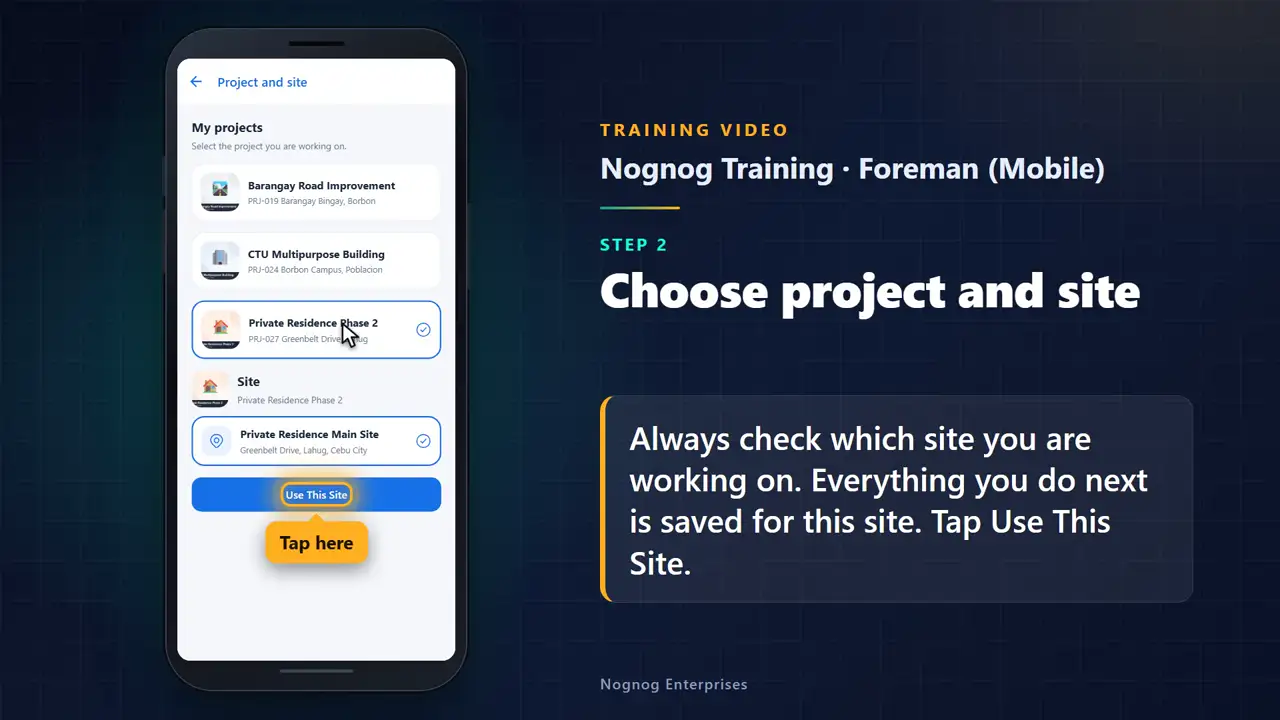 Project and site
My projects
Select the project you are working on.
Barangay Road Improvement
PRJ-019 Barangay Bingay, Borbon
CTU Multipurpose Building
PRJ-024 Borbon Campus, Poblacion
Private Residence Phase 2
PRJ-027 Greenbelt Drive,
Site
Private Residence Phase 2
Private Residence Main Site
Greenbelt Drive, Lahug, Cebu City
Use This Site
Tap here
TRAINING VIDEO
Nognog Training · Foreman (Mobile)
STEP 2
Choose project and site
Always check which site you are
working on. Everything you do next
is saved for this site. Tap Use This
Site.
Nognog Enterprises